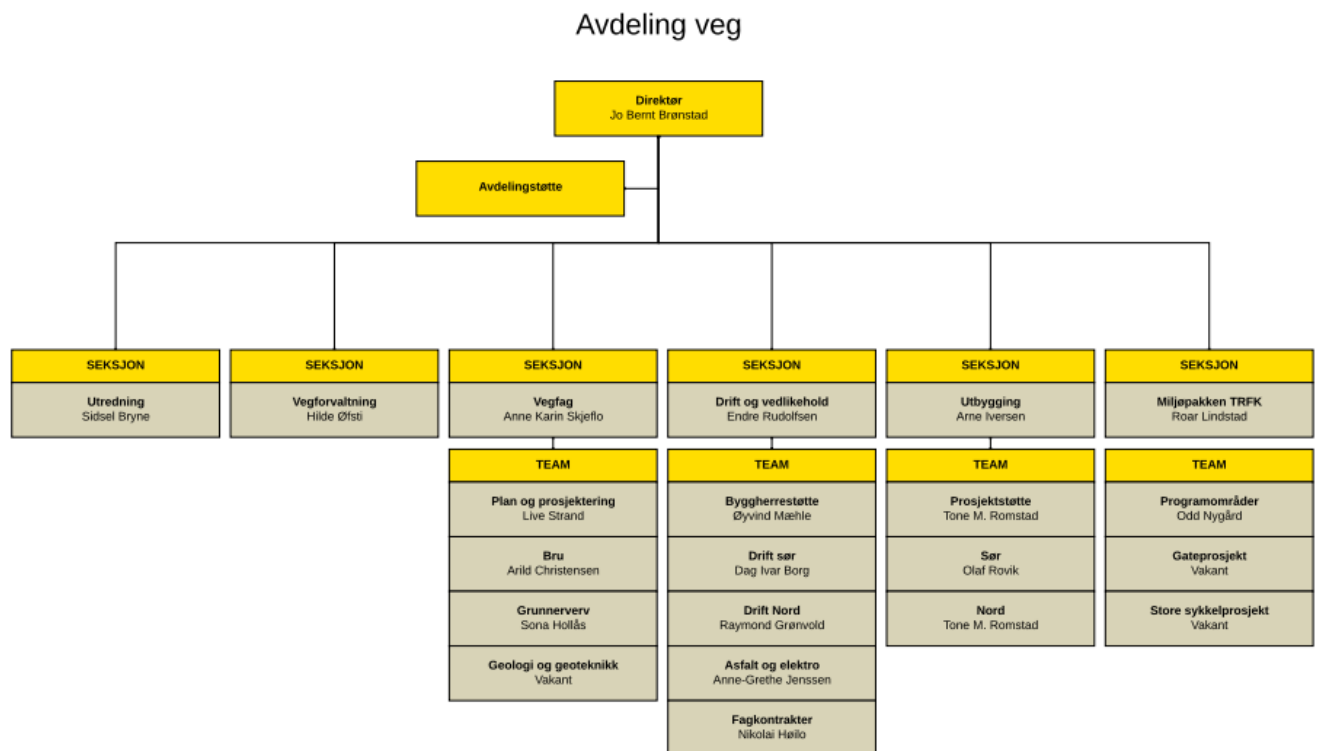 Avdeling veg
Direktør
Jo Bernt Brønstad
Avdelingstøtte
SEKSJON
Utredning
Sidsel Bryne
SEKSJON
Vegforvaltning
Hilde Øfsti
SEKSJON
Vegfag
Anne Karin Skjeflo
TEAM
Plan og prosjektering
Live Strand
Bru
Arild Christensen
Grunnerverv
Sona Hollås
Geologi og geoteknikk
Vakant
SEKSJON
Drift og vedlikehold
Endre Rudolfsen
TEAM
Byggherrestøtte
Øyvind Mæhle
Drift sør
Dag Ivar Borg
Drift Nord
Raymond Grønvold
Asfalt og elektro
Anne-Grethe Jenssen
Fagkontrakter
Nikolai Høilo
SEKSJON
Utbygging
Arne Iversen
TEAM
Prosjektstøtte
Tone M. Romstad
Sør
Olaf Rovik
Nord
Tone M. Romstad
SEKSJON
Miljøpakken TRFK
Roar Lindstad
TEAM
Programområder
Odd Nygård
Gateprosjekt
Vakant
Store sykkelprosjekt
Vakant